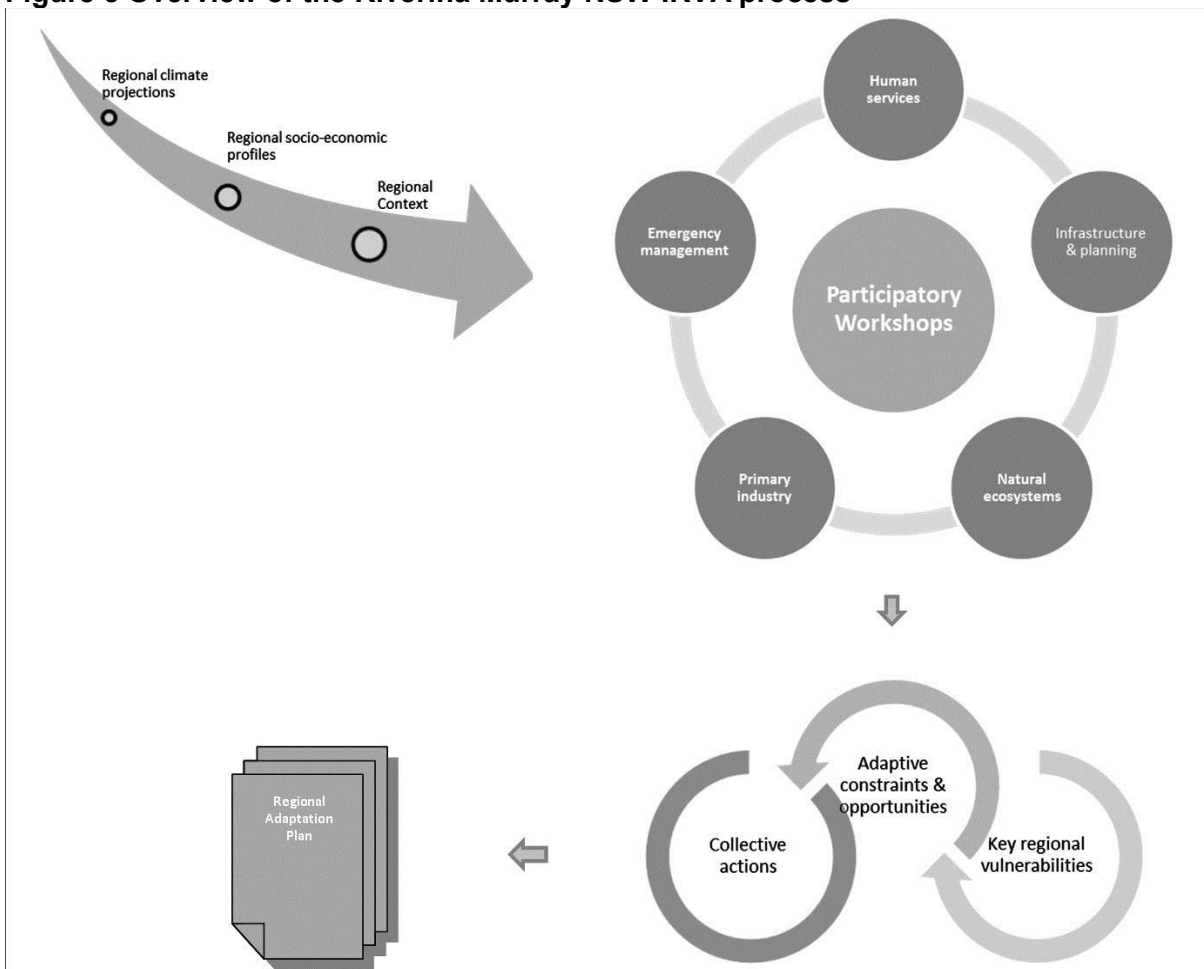 Figure Overview of the Riverina Murray NSW IRVA process
Regional climate
projections
Regional socio-economic
profiles
Regional
Context
Human
services
Emergency
management
Infrastructure
& planning
Participatory
Workshops
Primary
industry
Natural
ecosystems
Regional
Adaptation
Plan
Collective
actions
Adaptive
constraints &
opportunities
Key regional
vulnerabilities